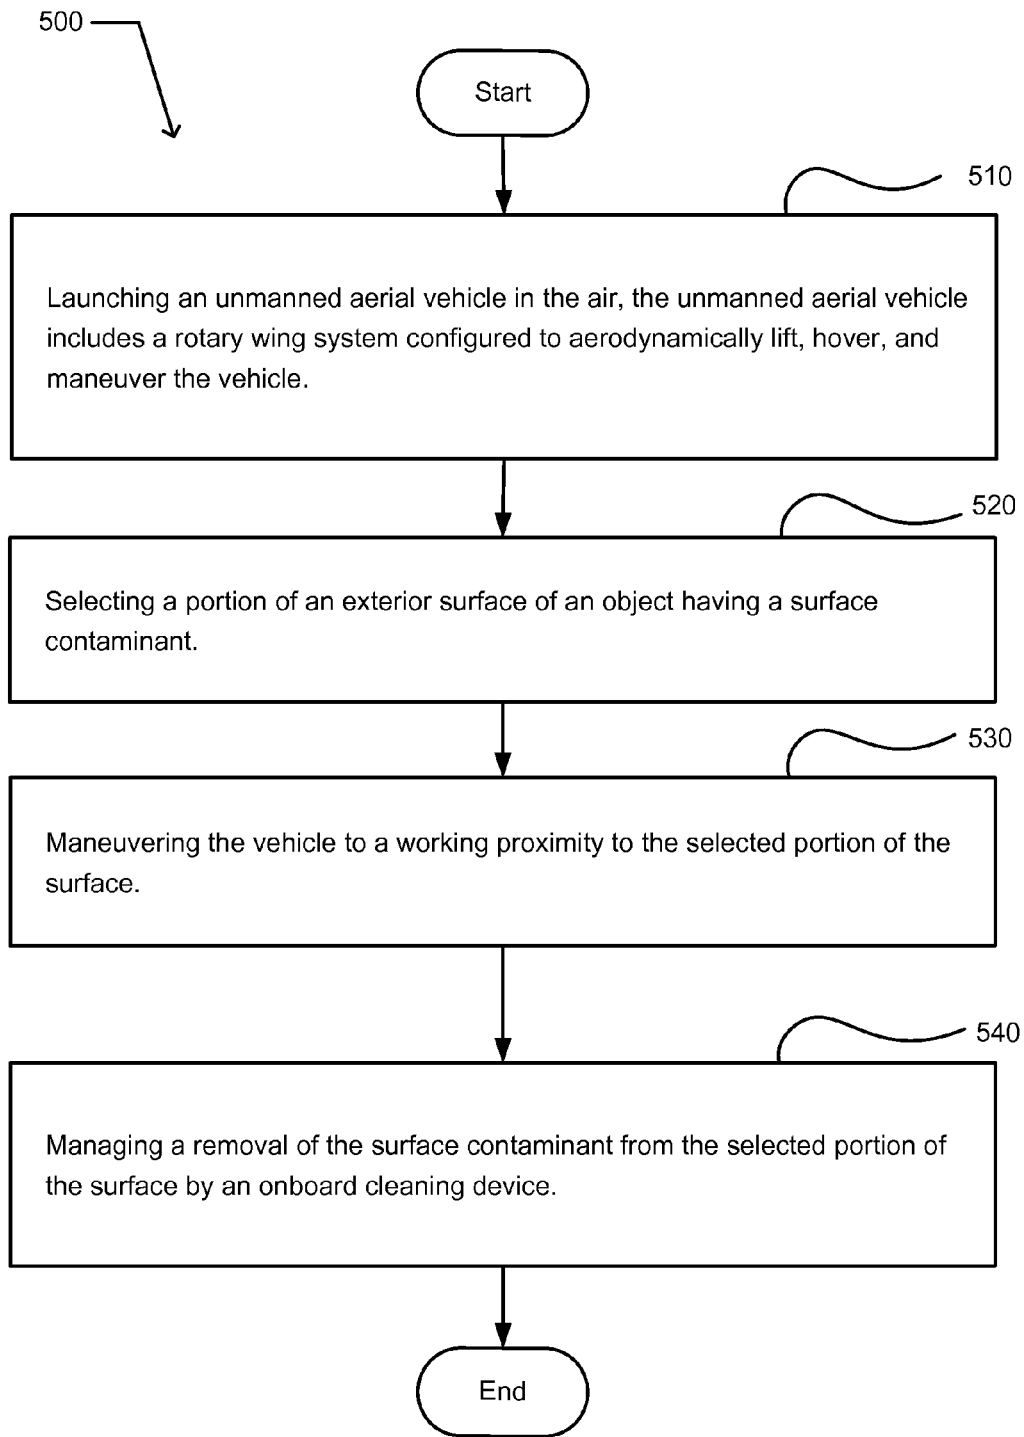 500
Start
510
Launching an unmanned aerial vehicle in the air, the unmanned aerial vehicle
includes a rotary wing system configured to aerodynamically lift, hover, and
maneuver the vehicle.
520
Selecting a portion of an exterior surface of an object having a surface
contaminant.
530
Maneuvering the vehicle to a working proximity to the selected portion of the
surface.
540
Managing a removal of the surface contaminant from the selected portion of
the surface by an onboard cleaning device.
End